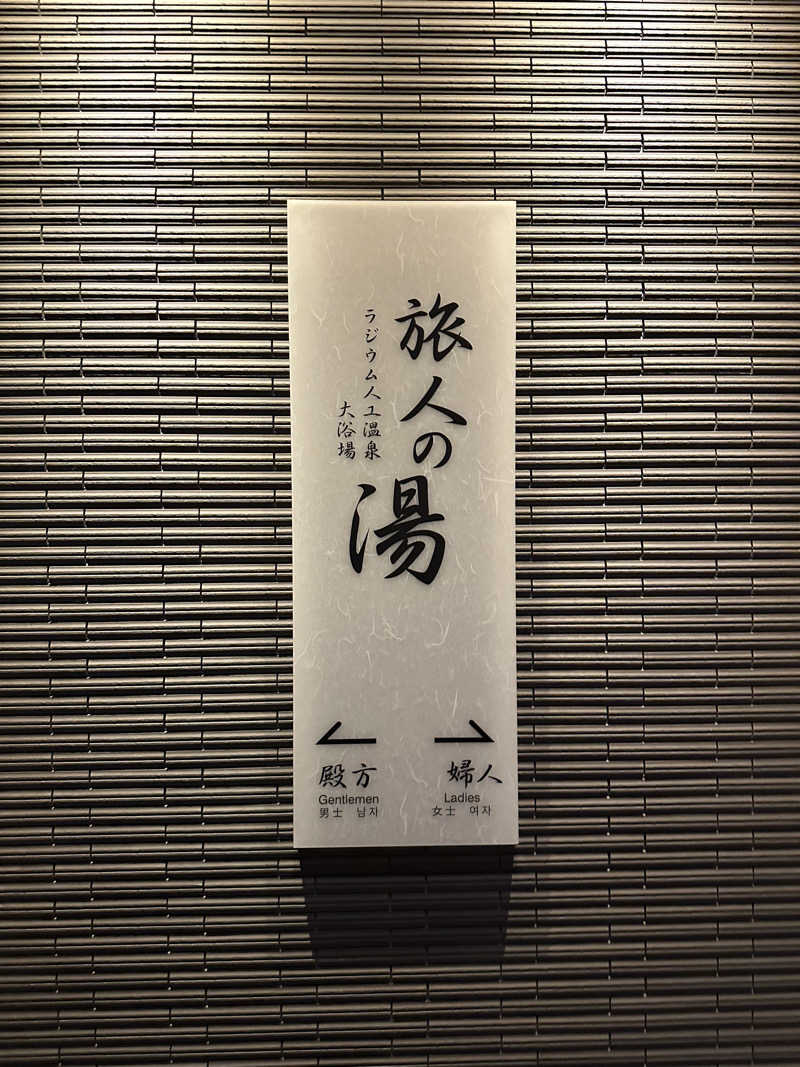 旅人の湯
ラジウム人工温泉
大浴場
殿方
Gentlemen
男士 남자
婦人
Ladies
女士 여자